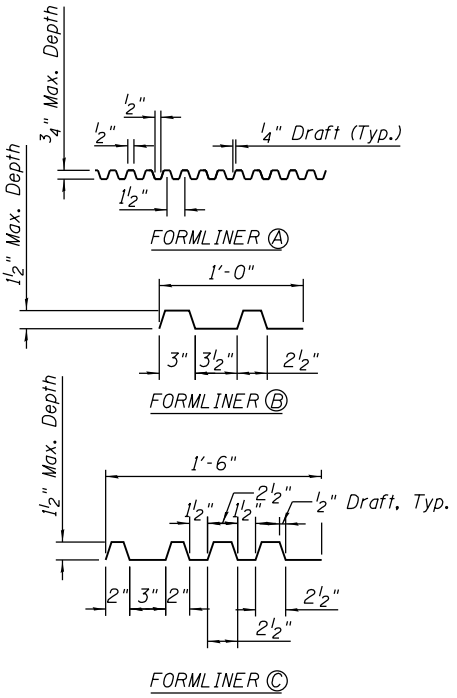 3/4" Max. Depth
1/2"
1/2"
1/4" Draft (Typ.)
1 1/2"
FORMLINER A
1 1/2" Max. Depth
1'-0"
3" 3 1/2" 2 1/2"
FORMLINER B
1 1/2" Max. Depth
1'-6"
2 1/2"
1 1/2" 1 1/2" 1/2" Draft, Typ.
2" 3" 2" 2 1/2"
2 1/2"
FORMLINER C